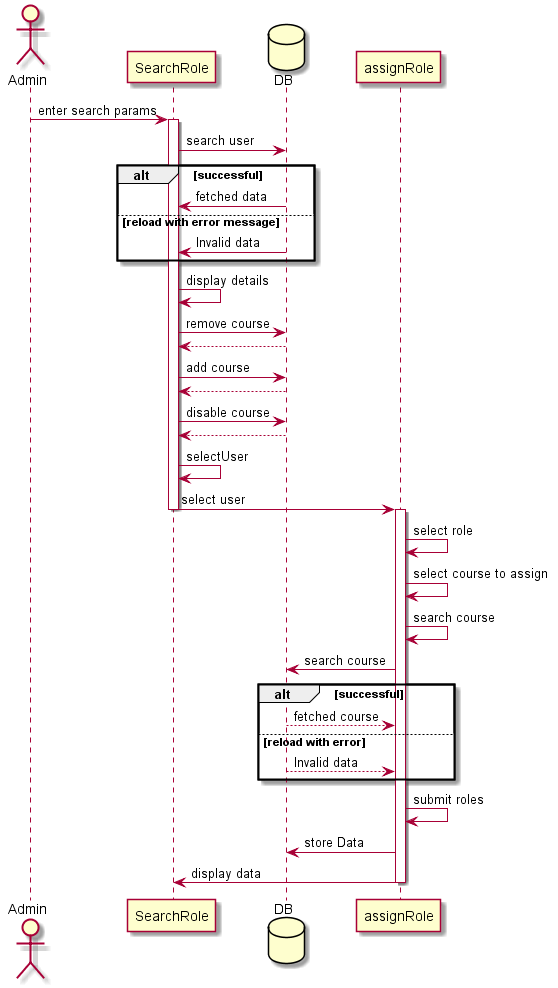 Admin
SearchRole
DB
assignRole
enter search params
search user
alt
[successful]
fetched data
[reload with error message]
Invalid data
display details
remove course
add course
disable course
selectUser
select user
select role
select course to assign
search course
search course
alt
[successful]
fetched course
[reload with error]
Invalid data
submit roles
store Data
display data
Admin
SearchRole
DB
assignRole